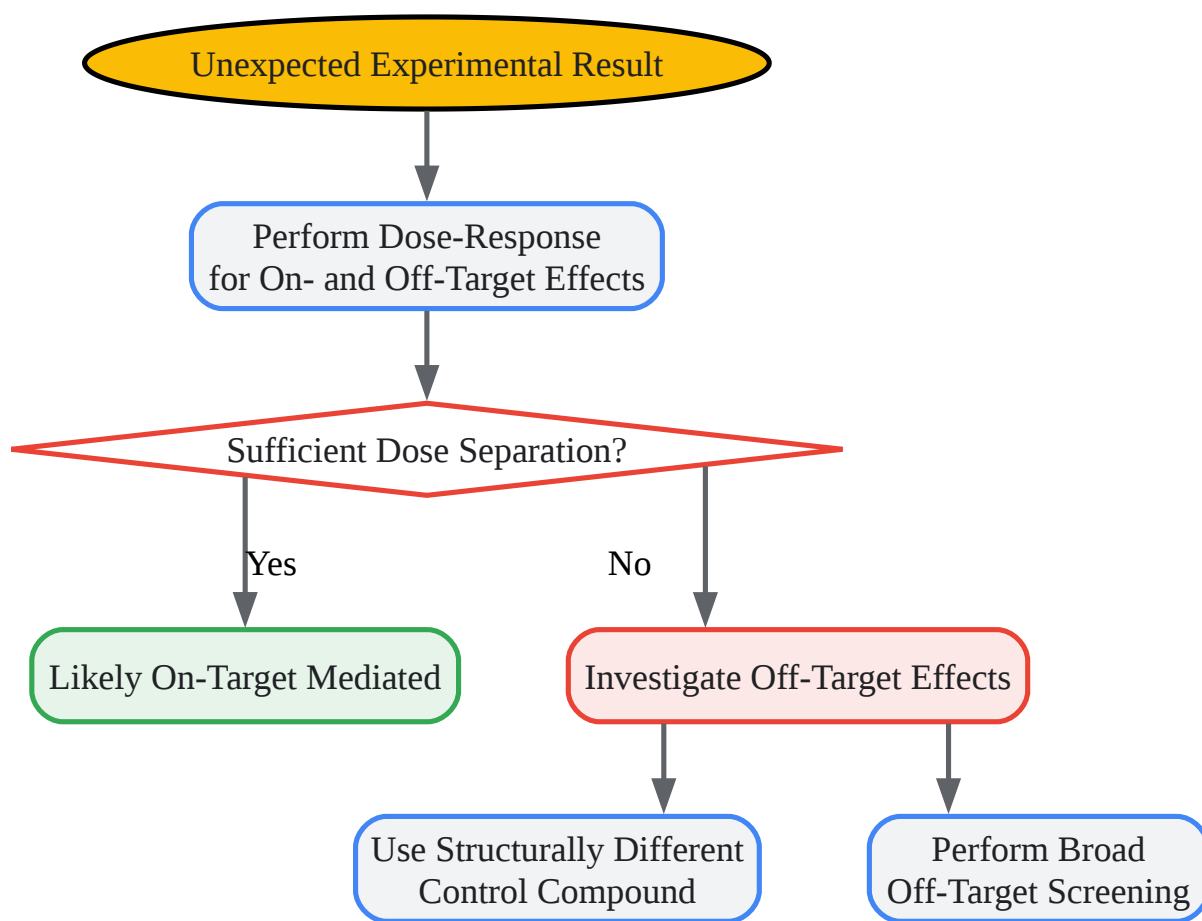 Unexpected Experimental Result
Perform Dose-Response
for On- and Off-Target Effects
Sufficient Dose Separation?
Yes
No
Likely On-Target Mediated
Investigate Off-Target Effects
Use Structurally Different
Control Compound
Perform Broad
Off-Target Screening